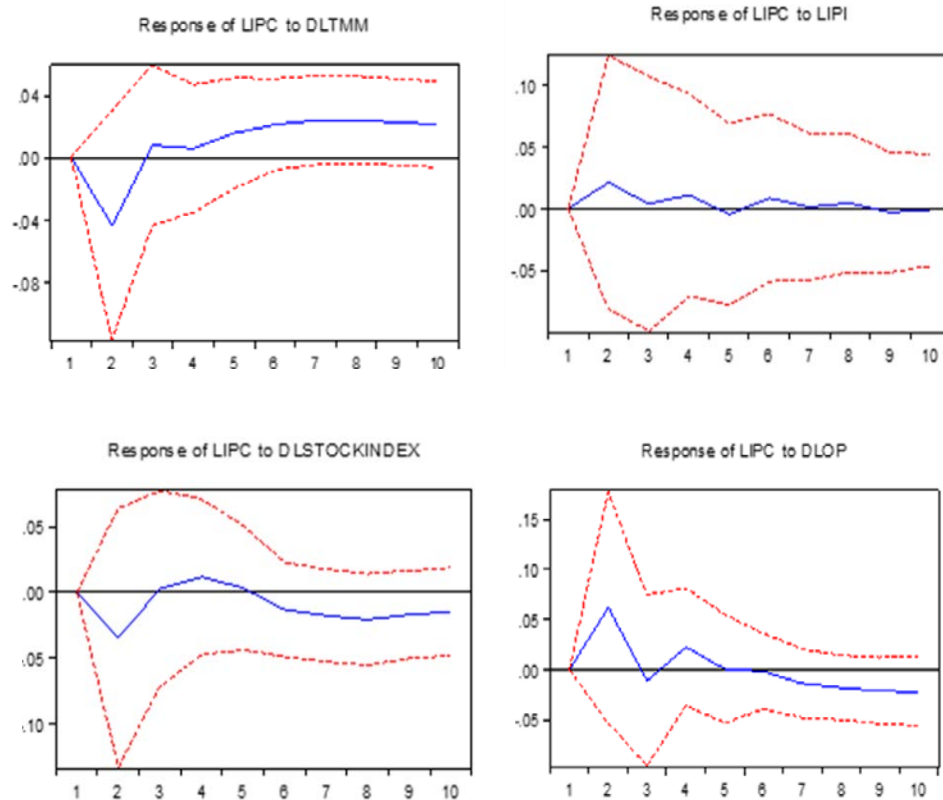 Response of LIPC to DLTMM
.04
.00
-.04
-.08
1 2 3 4 5 6 7 8 9 10
Response of LIPC to LIPI
.10
.05
.00
-.05
1 2 3 4 5 6 7 8 9 10
Response of LIPC to DLSTOCKINDEX
.05
.00
-.05
-.10
1 2 3 4 5 6 7 8 9 10
Response of LIPC to DLOP
.15
.10
.05
.00
-.05
1 2 3 4 5 6 7 8 9 10